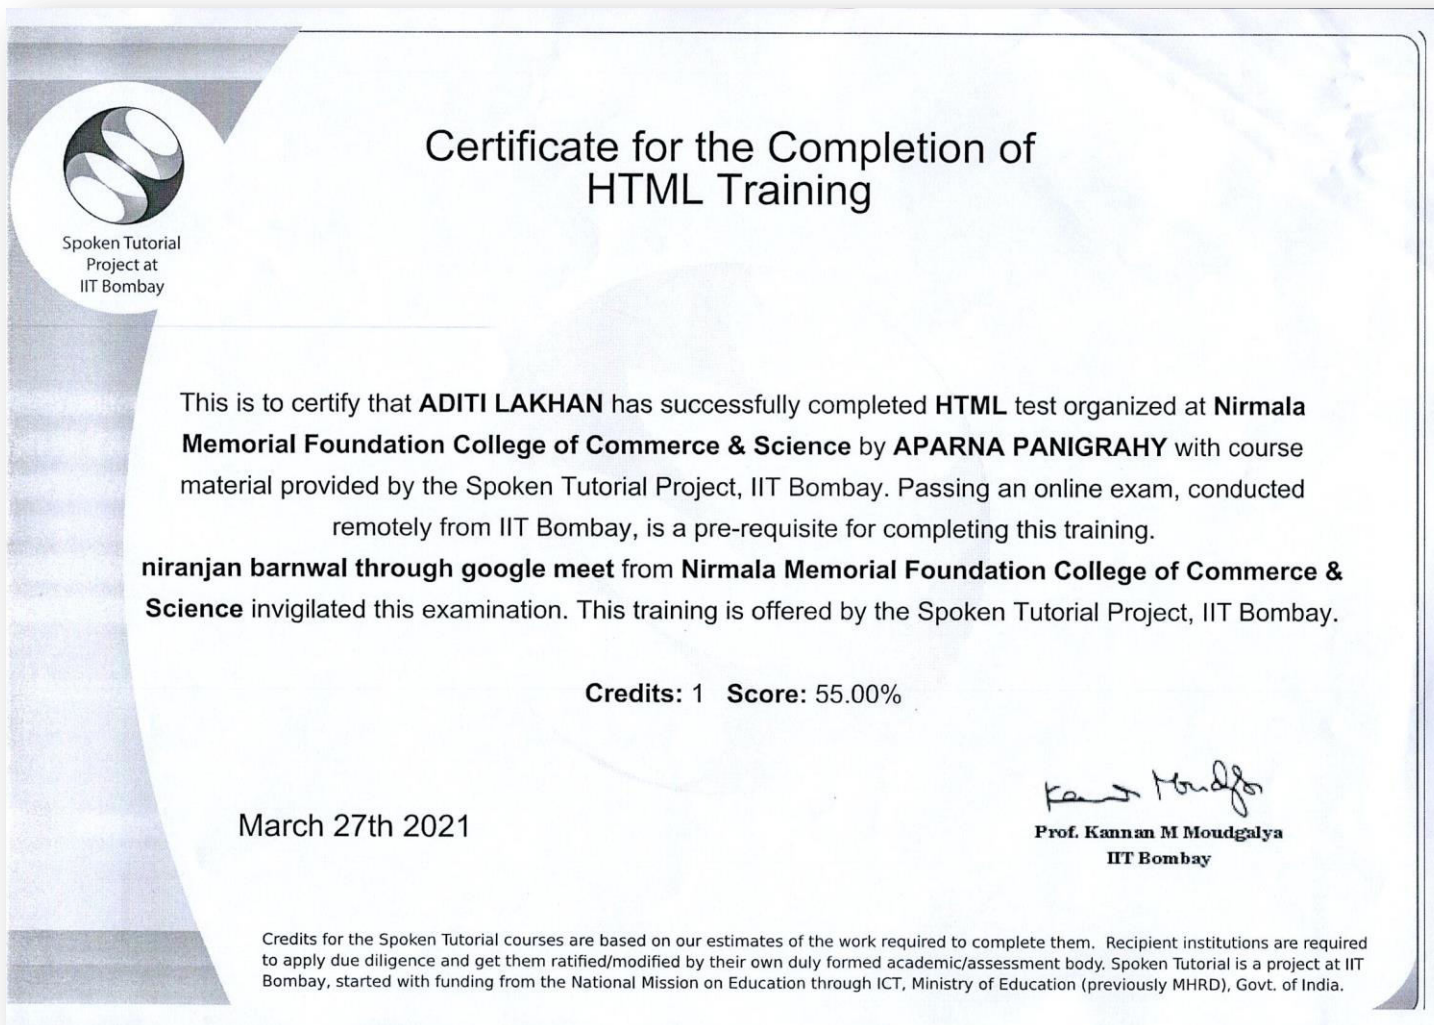 Spoken Tutorial
Project at
IIT Bombay
Certificate for the Completion of
HTML Training
This is to certify that ADITI LAKHAN has successfully completed HTML test organized at Nirmala
Memorial Foundation College of Commerce & Science by APARNA PANIGRAHY with course
material provided by the Spoken Tutorial Project, IIT Bombay. Passing an online exam, conducted
remotely from IIT Bombay, is a pre-requisite for completing this training.
niranjan barnwal through google meet from Nirmala Memorial Foundation College of Commerce &
Science invigilated this examination. This training is offered by the Spoken Tutorial Project, IIT Bombay.
Credits: 1 Score: 55.00%
March 27th 2021
Prof. Kannan M Moudgalya
IIT Bombay
Credits for the Spoken Tutorial courses are based on our estimates of the work required to complete them. Recipient institutions are required
to apply due diligence and get them ratified/modified by their own duly formed academic/assessment body. Spoken Tutorial is a project at IIT
Bombay, started with funding from the National Mission on Education through ICT, Ministry of Education (previously MHRD), Govt. of India.